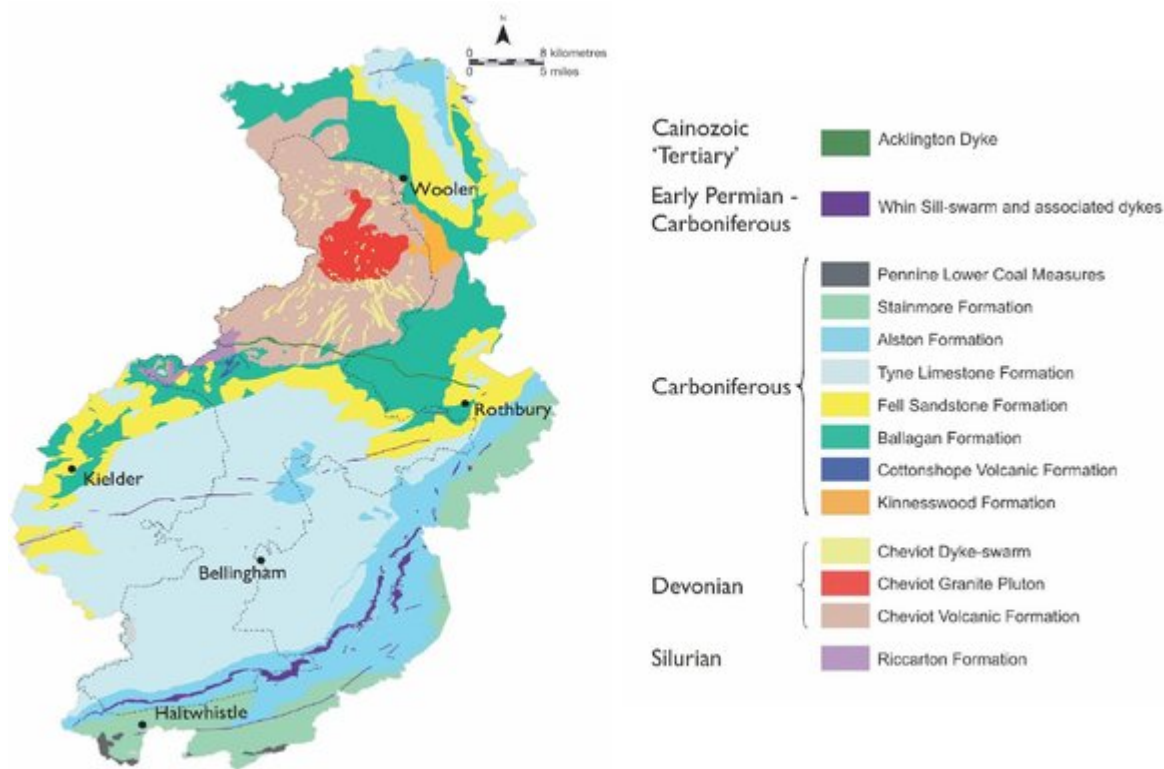 N
0 8 kilometres
0 5 miles
Woolen
Rothbury
Kielder
Bellingham
Haltwhistle
Cainozoic
'Tertiary'
Acklington Dyke
Early Permian -
Carboniferous
Whin Sill-swarm and associated dykes
Carboniferous
Pennine Lower Coal Measures
Stainmore Formation
Alston Formation
Tyne Limestone Formation
Fell Sandstone Formation
Ballagan Formation
Cottonshope Volcanic Formation
Kinnesswood Formation
Devonian
Cheviot Dyke-swarm
Cheviot Granite Pluton
Cheviot Volcanic Formation
Silurian
Riccarton Formation